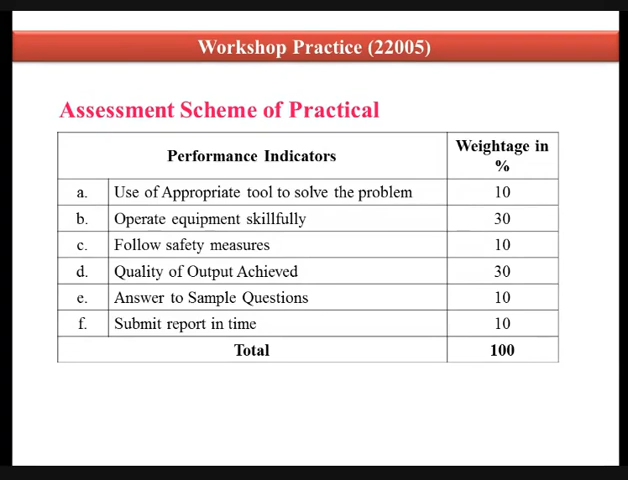 Workshop Practice (22005)
Assessment Scheme of Practical
Performance Indicators
Weightage in
%
a. Use of Appropriate tool to solve the problem 10
b. Operate equipment skillfully 30
c. Follow safety measures 10
d. Quality of Output Achieved 30
e. Answer to Sample Questions 10
f. Submit report in time 10
Total 100